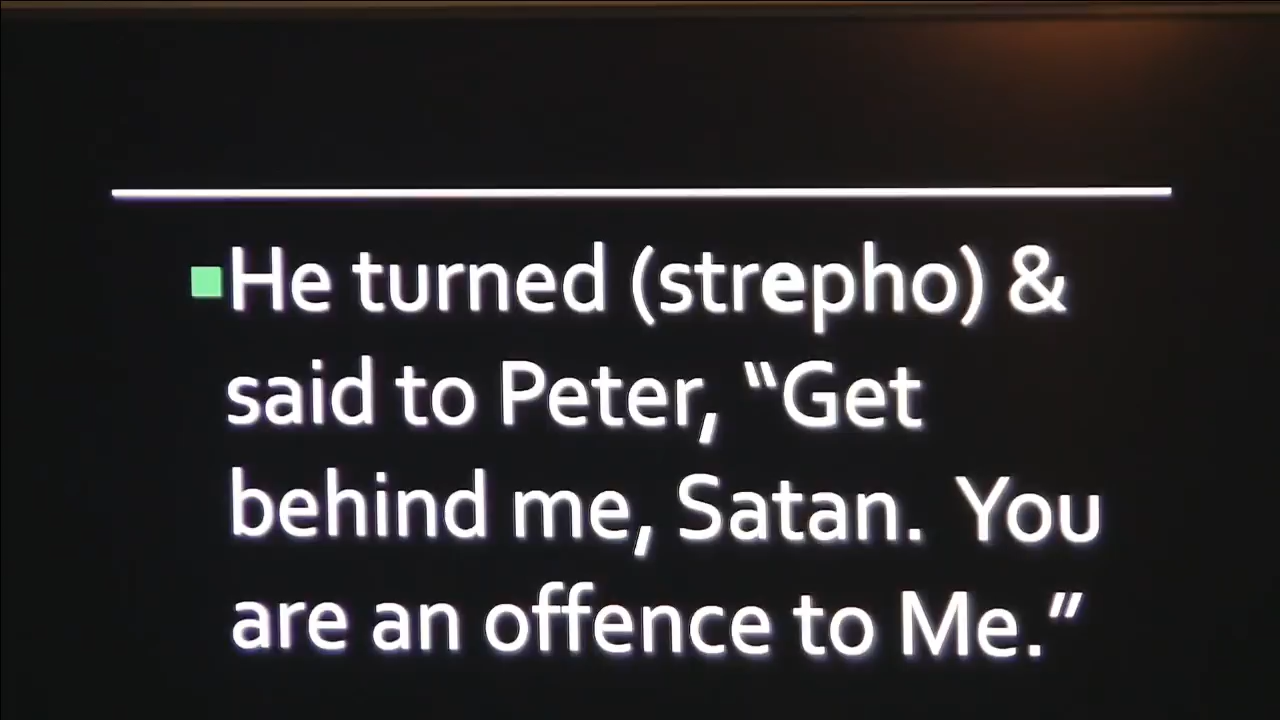 He turned (strepho) &
said to Peter, “Get
behind me, Satan.  You
are an offence to Me.”